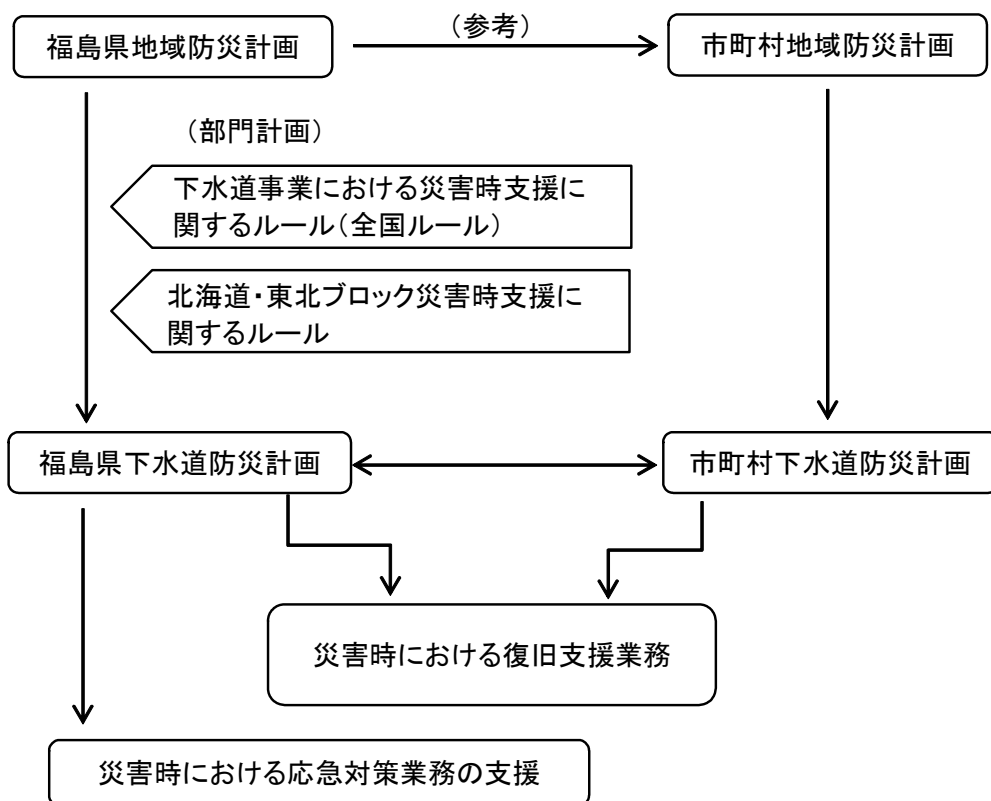 福島県地域防災計画
（参考）
市町村地域防災計画
（部門計画）
下水道事業における災害時支援に
関するルール（全国ルール）
北海道・東北ブロック災害時支援に
関するルール
福島県下水道防災計画
市町村下水道防災計画
災害時における復旧支援業務
災害時における応急対策業務の支援